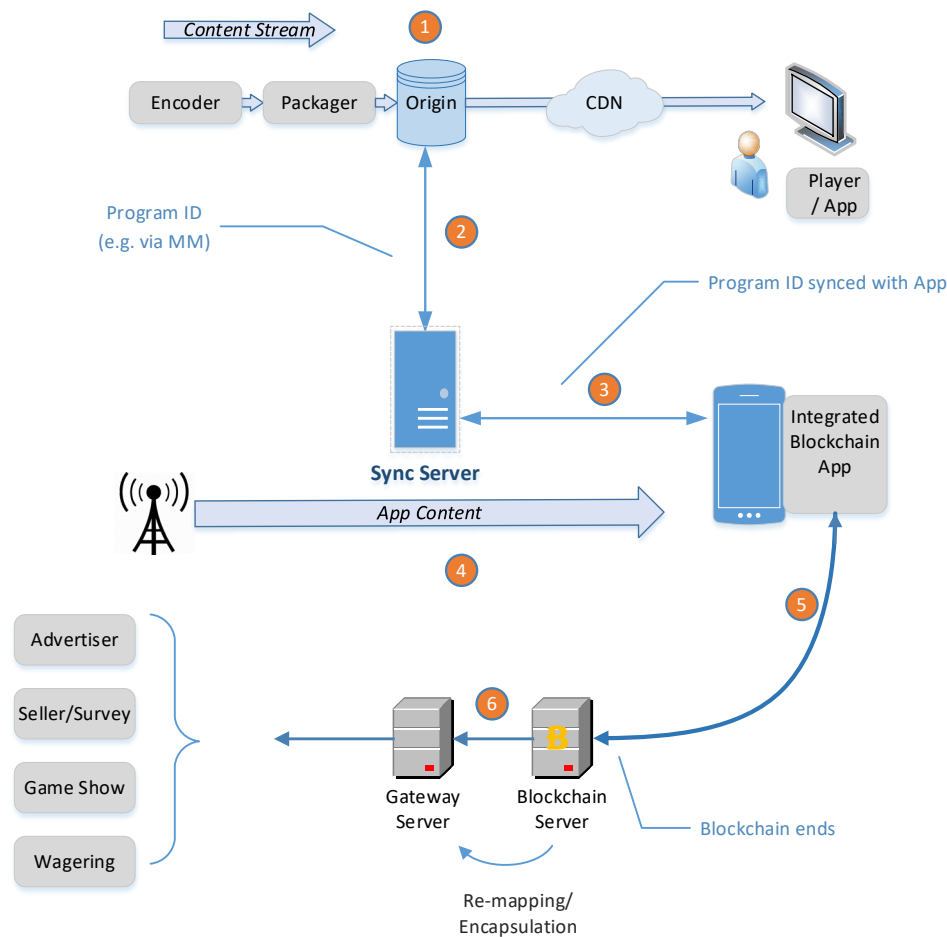 Content Stream
1
Encoder
Packager
Origin
CDN
Player
/ App
Program ID
(e.g. via MM)
2
Program ID synced with App
3
Integrated
Blockchain
App
Sync Server
App Content
4
5
Advertiser
Seller/Survey
Game Show
Wagering
6
B
Gateway
Server
Blockchain
Server
Blockchain ends
Re-mapping/
Encapsulation